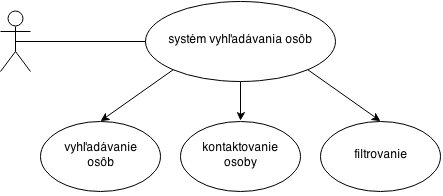 systém vyhľadávania osôb
vyhľadávanie
osôb
kontaktovanie
osoby
filtrovanie